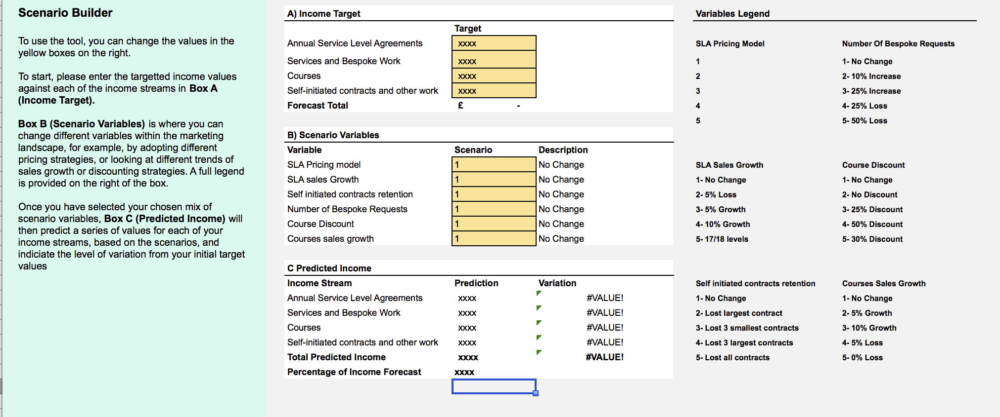 Scenario Builder
To use the tool, you can change the values in the
yellow boxes on the right.
To start, please enter the targetted income values
against each of the income streams in Box A
(Income Target).
Box B (Scenario Variables) is where you can
change different variables within the marketing
landscape, for example, by adopting different
pricing strategies, or looking at different trends of
sales growth or discounting strategies. A full legend
is provided on the right of the box.
Once you have selected your chosen mix of
scenario variables, Box C (Predicted Income) will
then predict a series of values for each of your
income streams, based on the scenarios, and
indiciate the level of variation from your initial target
values
A) Income Target
Target
Annual Service Level Agreements xxxx
Services and Bespoke Work xxxx
Courses xxxx
Self-initiated contracts and other work xxxx
Forecast Total £ -
B) Scenario Variables
Variable Scenario Description
SLA Pricing model 1 No Change
SLA sales Growth 1 No Change
Self initiated contracts retention 1 No Change
Number of Bespoke Requests 1 No Change
Course Discount 1 No Change
Courses sales growth 1 No Change
C Predicted Income
Income Stream Prediction Variation
Annual Service Level Agreements xxxx #VALUE!
Services and Bespoke Work xxxx #VALUE!
Courses xxxx #VALUE!
Self-initiated contracts and other work xxxx #VALUE!
Total Predicted Income xxxx #VALUE!
Percentage of Income Forecast xxxx
Variables Legend
SLA Pricing Model Number Of Bespoke Requests
1 1- No Change
2 2- 10% Increase
3 3- 25% Increase
4 4- 25% Loss
5 5- 50% Loss
SLA Sales Growth Course Discount
1- No Change 1- No Change
2- 5% Loss 2- No Discount
3- 5% Growth 3- 25% Discount
4- 10% Growth 4- 50% Discount
5- 17/18 levels 5- 30% Discount
Self initiated contracts retention Courses Sales Growth
1- No Change 1- No Change
2- Lost largest contract 2- 5% Growth
3- Lost 3 smallest contracts 3- 10% Growth
4- Lost 3 largest contracts 4- 5% Loss
5- Lost all contracts 5- 0% Loss